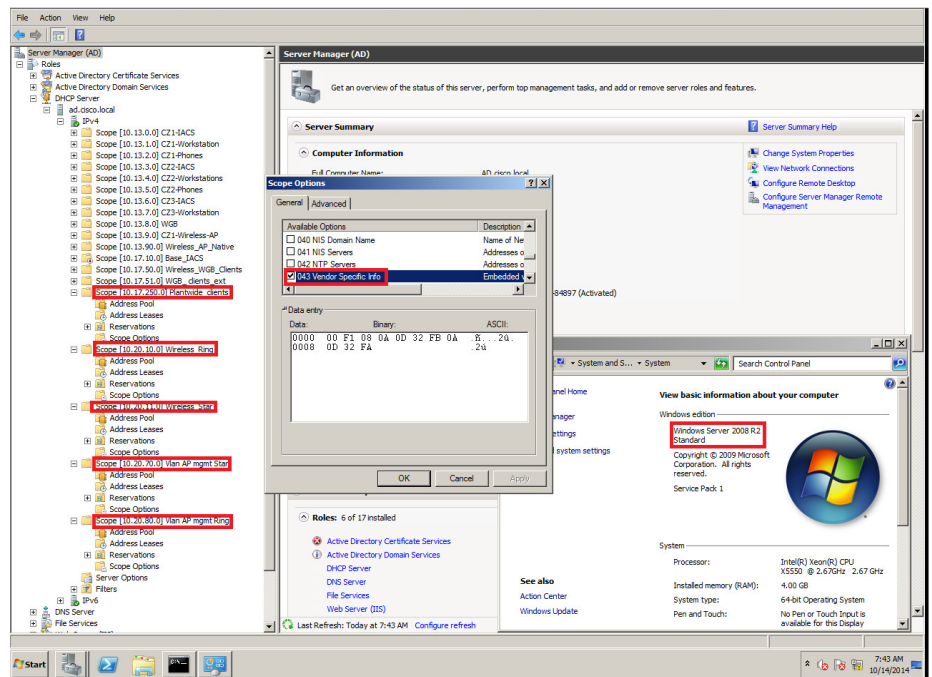 File Action View Help
Server Manager (AD)
Roles
Active Directory Certificate Services
Active Directory Domain Services
DHCP Server
ad.cisco.local
IPv4
Scope [10.13.0.0] CZ1-IACS
Scope [10.13.1.0] CZ1-Workstation
Scope [10.13.2.0] CZ1-Phones
Scope [10.13.3.0] CZ2-IACS
Scope [10.13.4.0] CZ2-Workstations
Scope [10.13.5.0] CZ2-Phones
Scope [10.13.6.0] CZ3-IACS
Scope [10.13.7.0] CZ3-Workstation
Scope [10.13.8.0] WGB
Scope [10.13.9.0] CZ1-Wireless-AP
Scope [10.13.90.0] Wireless_AP_Native
Scope [10.17.10.0] Base_IACS
Scope [10.17.50.0] Wireless_WGB_Clients
Scope [10.17.51.0] WGB_clients_ext
Scope [10.17.250.0] Plantwide clients
Address Pool
Address Leases
Reservations
Scope Options
Scope [10.20.10.0] Wireless_Ring
Address Pool
Address Leases
Reservations
Scope Options
Scope [10.20.11.0] Wireless_Star
Address Pool
Address Leases
Reservations
Scope Options
Scope [10.20.70.0] Vlan AP mgmt Star
Address Pool
Address Leases
Reservations
Scope Options
Scope [10.20.80.0] Vlan AP mgmt Ring
Address Pool
Address Leases
Reservations
Scope Options
Server Options
Filters
IPv6
DNS Server
File Services
Server Manager (AD)
Get an overview of the status of this server, perform top management tasks, and add or remove server roles and features.
Server Summary
Server Summary Help
Computer Information
Full Computer Name: AD.cisco.local
Change System Properties
View Network Connections
Configure Remote Desktop
Configure Server Manager Remote
Management
-84897 (Activated)
Scope Options
General Advanced
Available Options Description
040 NIS Domain Name Name of Ne
041 NIS Servers Addresses o
042 NTP Servers Addresses o
043 Vendor Specific Info Embedded v
Data entry
Data: Binary: ASCII:
0000 00 F1 08 0A 0D 32 FB 0A .ñ...2û.
0008 0D 32 FA .2ú
OK Cancel Apply
Roles: 6 of 17 installed
Active Directory Certificate Services
Active Directory Domain Services
DHCP Server
DNS Server
File Services
Web Server (IIS)
Last Refresh: Today at 7:43 AM Configure refresh
System and S... System Search Control Panel
anel Home
anager
ettings
l system settings
See also
Action Center
Windows Update
View basic information about your computer
Windows edition
Windows Server 2008 R2
Standard
Copyright © 2009 Microsoft
Corporation. All rights
reserved.
Service Pack 1
System
Processor: Intel(R) Xeon(R) CPU
X5550 @ 2.67GHz 2.67 GHz
Installed memory (RAM): 4.00 GB
System type: 64-bit Operating System
Pen and Touch: No Pen or Touch Input is
available for this Display
Start
7:43 AM
10/14/2014